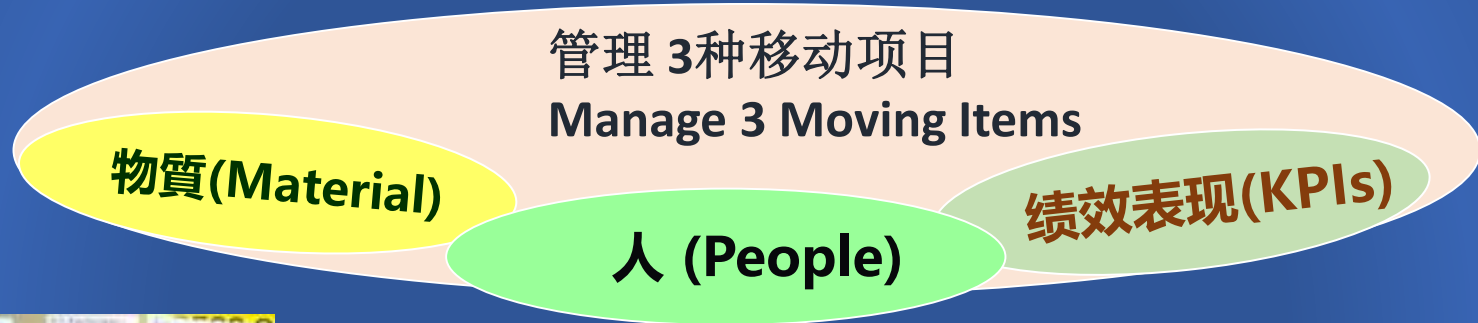 管理 3种移动项目
Manage 3 Moving Items
物質(Material)
人 (People)
绩效表现(KPIs)